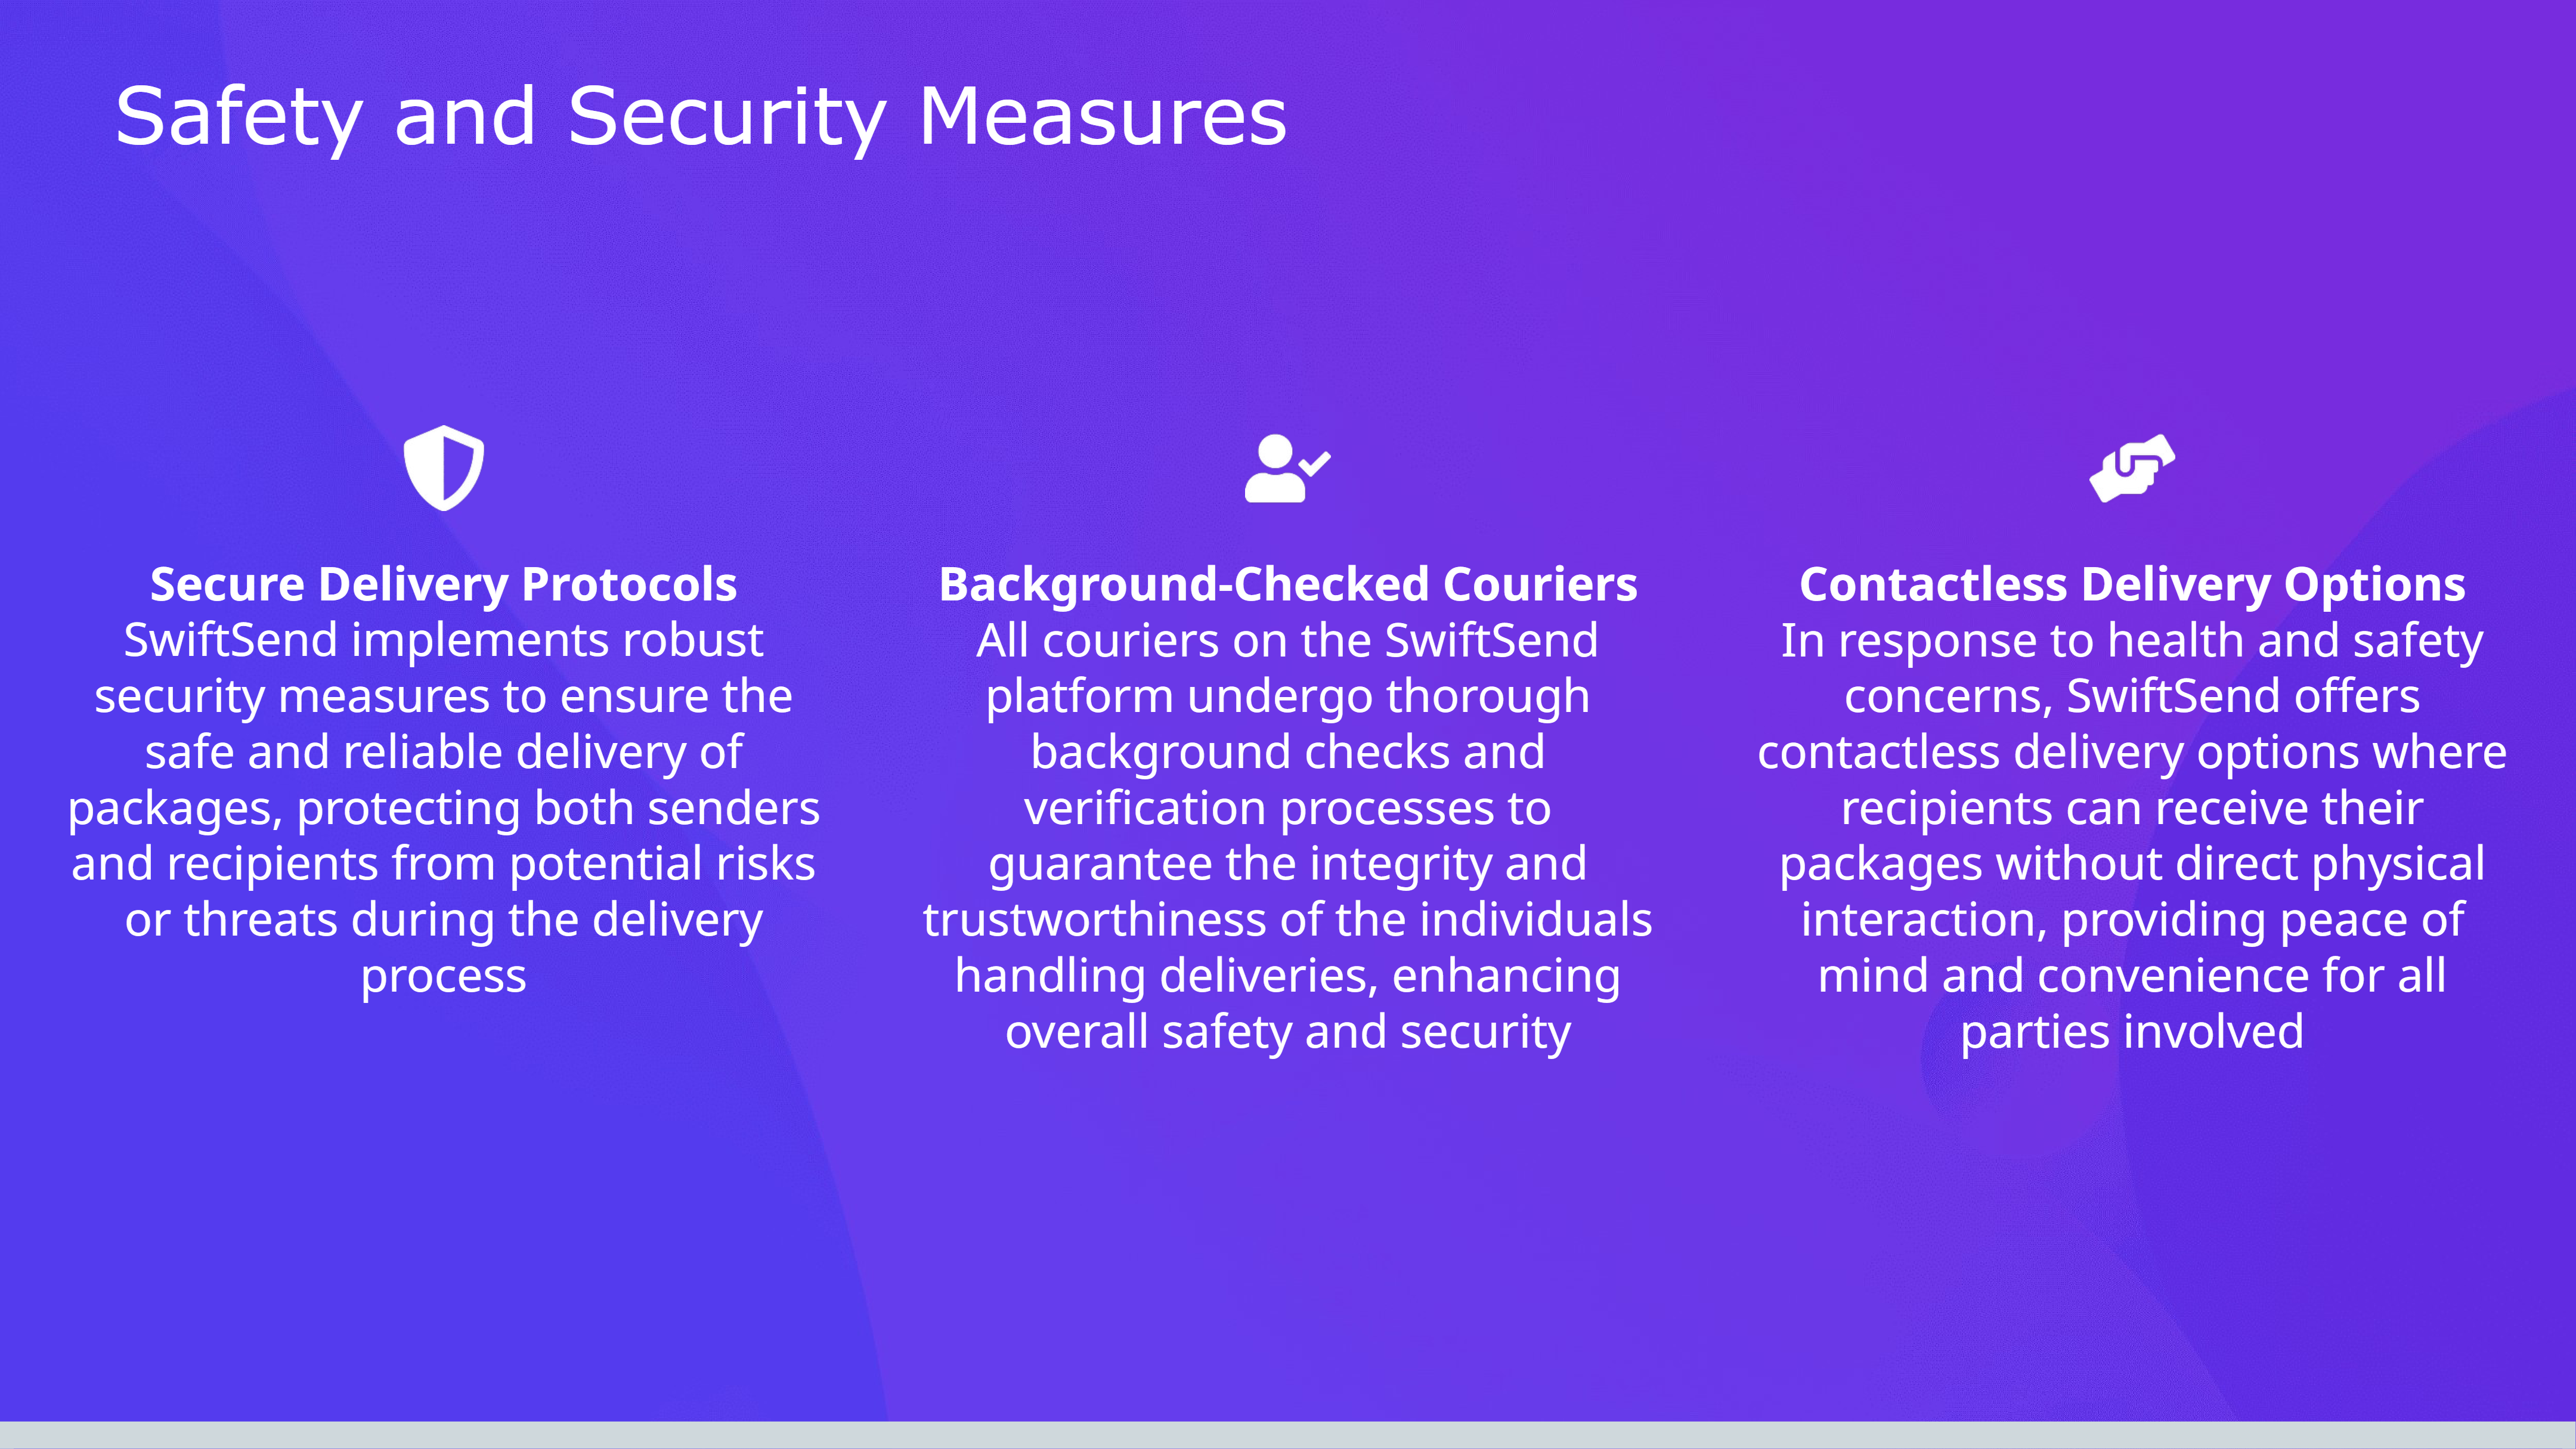 Safety and Security Measures
Secure Delivery Protocols
SwiftSend implements robust
security measures to ensure the
safe and reliable delivery of
packages, protecting both senders
and recipients from potential risks
or threats during the delivery
process
Background-Checked Couriers
All couriers on the SwiftSend
platform undergo thorough
background checks and
verification processes to
guarantee the integrity and
trustworthiness of the individuals
handling deliveries, enhancing
overall safety and security
Contactless Delivery Options
In response to health and safety
concerns, SwiftSend offers
contactless delivery options where
recipients can receive their
packages without direct physical
interaction, providing peace of
mind and convenience for all
parties involved